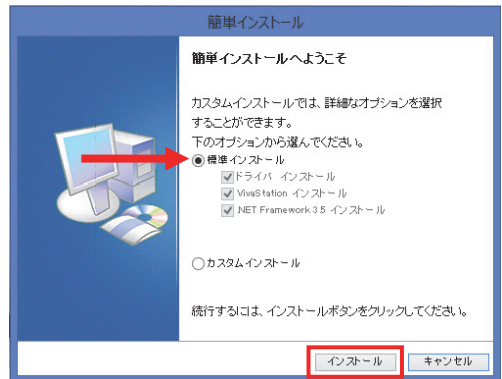 簡単インストール
簡単インストールへようこそ
カスタムインストールでは、詳細なオプションを選択
することができます。
下のオプションから選んでください。
標準インストール
ドライバ インストール
VivaStation インストール
.NET Framework 3.5 インストール
カスタムインストール
続行するには、インストールボタンをクリックしてください。
インストール
キャンセル